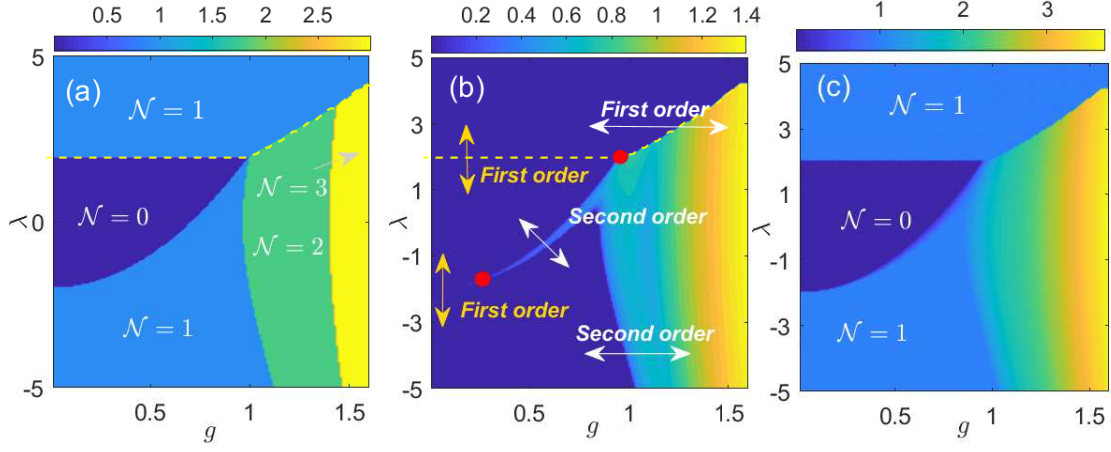 0.5 1 1.5 2 2.5
0.2 0.4 0.6 0.8 1 1.2 1.4
1 2 3
(a)
𝒩 = 1
𝒩 = 0
𝒩 = 3
𝒩 = 2
𝒩 = 1
5
3
0
-5
λ
0.5 1 1.5
g
(b)
First order
First order
Second order
First order
Second order
5
3
1
-1
-3
-5
λ
0.5 1 1.5
g
(c)
𝒩 = 1
𝒩 = 0
𝒩 = 1
5
3
1
-1
-3
-5
λ
0.5 1 1.5
g